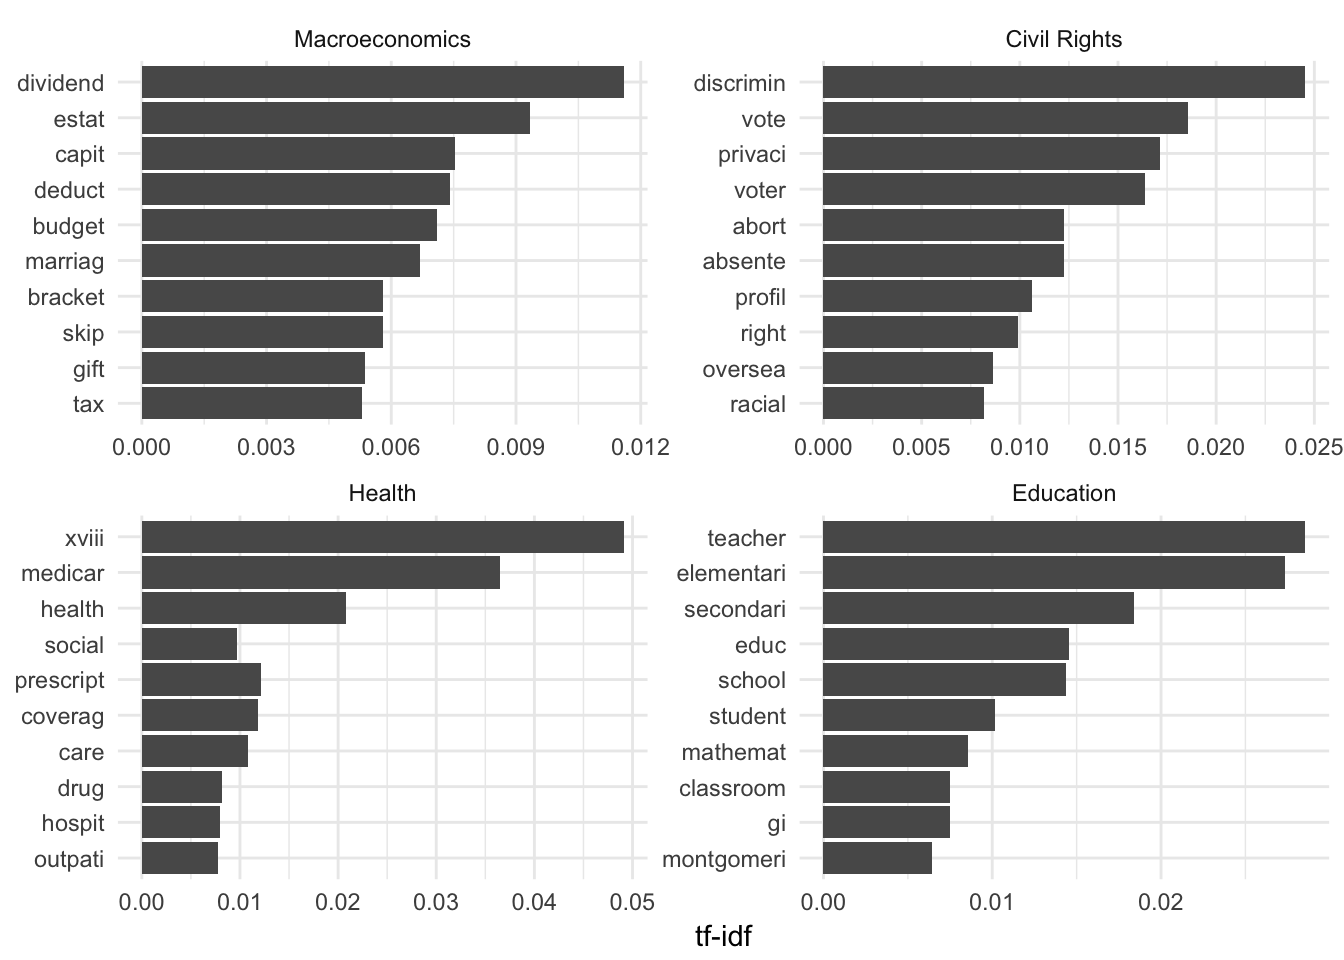 Macroeconomics
dividend
estat
capit
deduct
budget
marriag
bracket
skip
gift
tax
0.000 0.003 0.006 0.009 0.012
Civil Rights
discrimin
vote
privaci
voter
abort
absente
profil
right
oversea
racial
0.000 0.005 0.010 0.015 0.020 0.025
Health
xviii
medicar
health
social
prescript
coverag
care
drug
hospit
outpati
0.00 0.01 0.02 0.03 0.04 0.05
Education
teacher
elementari
secondari
educ
school
student
mathemat
classroom
gi
montgomeri
0.00 0.01 0.02
tf-idf